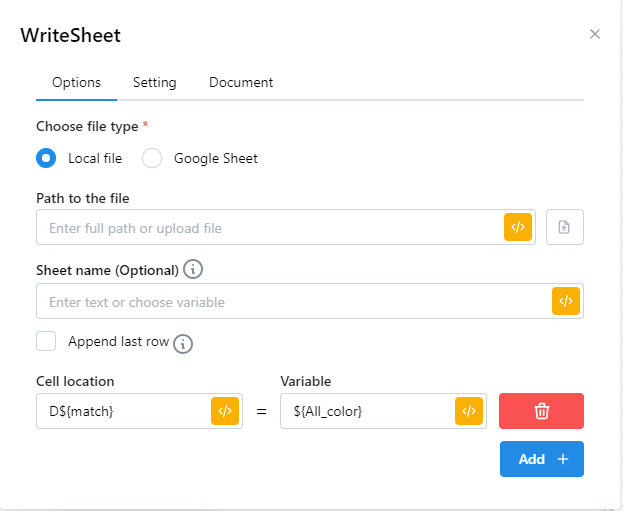 WriteSheet
Options Setting Document
Choose file type *
Local file Google Sheet
Path to the file
Enter full path or upload file </>
Sheet name (Optional) i
Enter text or choose variable </>
Append last row i
Cell location Variable
D${match} </> = ${All_color} </>
Add +